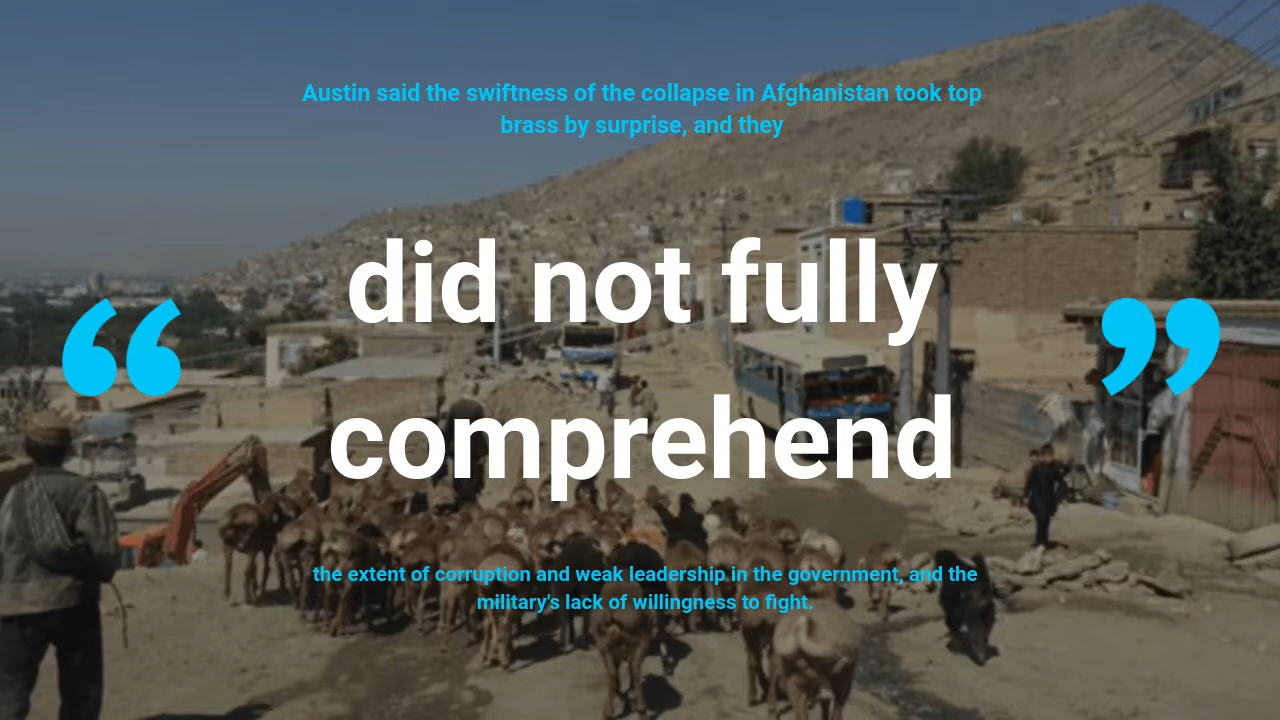 Austin said the swiftness of the collapse in Afghanistan took top
brass by surprise, and they
“ did not fully ”
comprehend
the extent of corruption and weak leadership in the government, and the
military's lack of willingness to fight.